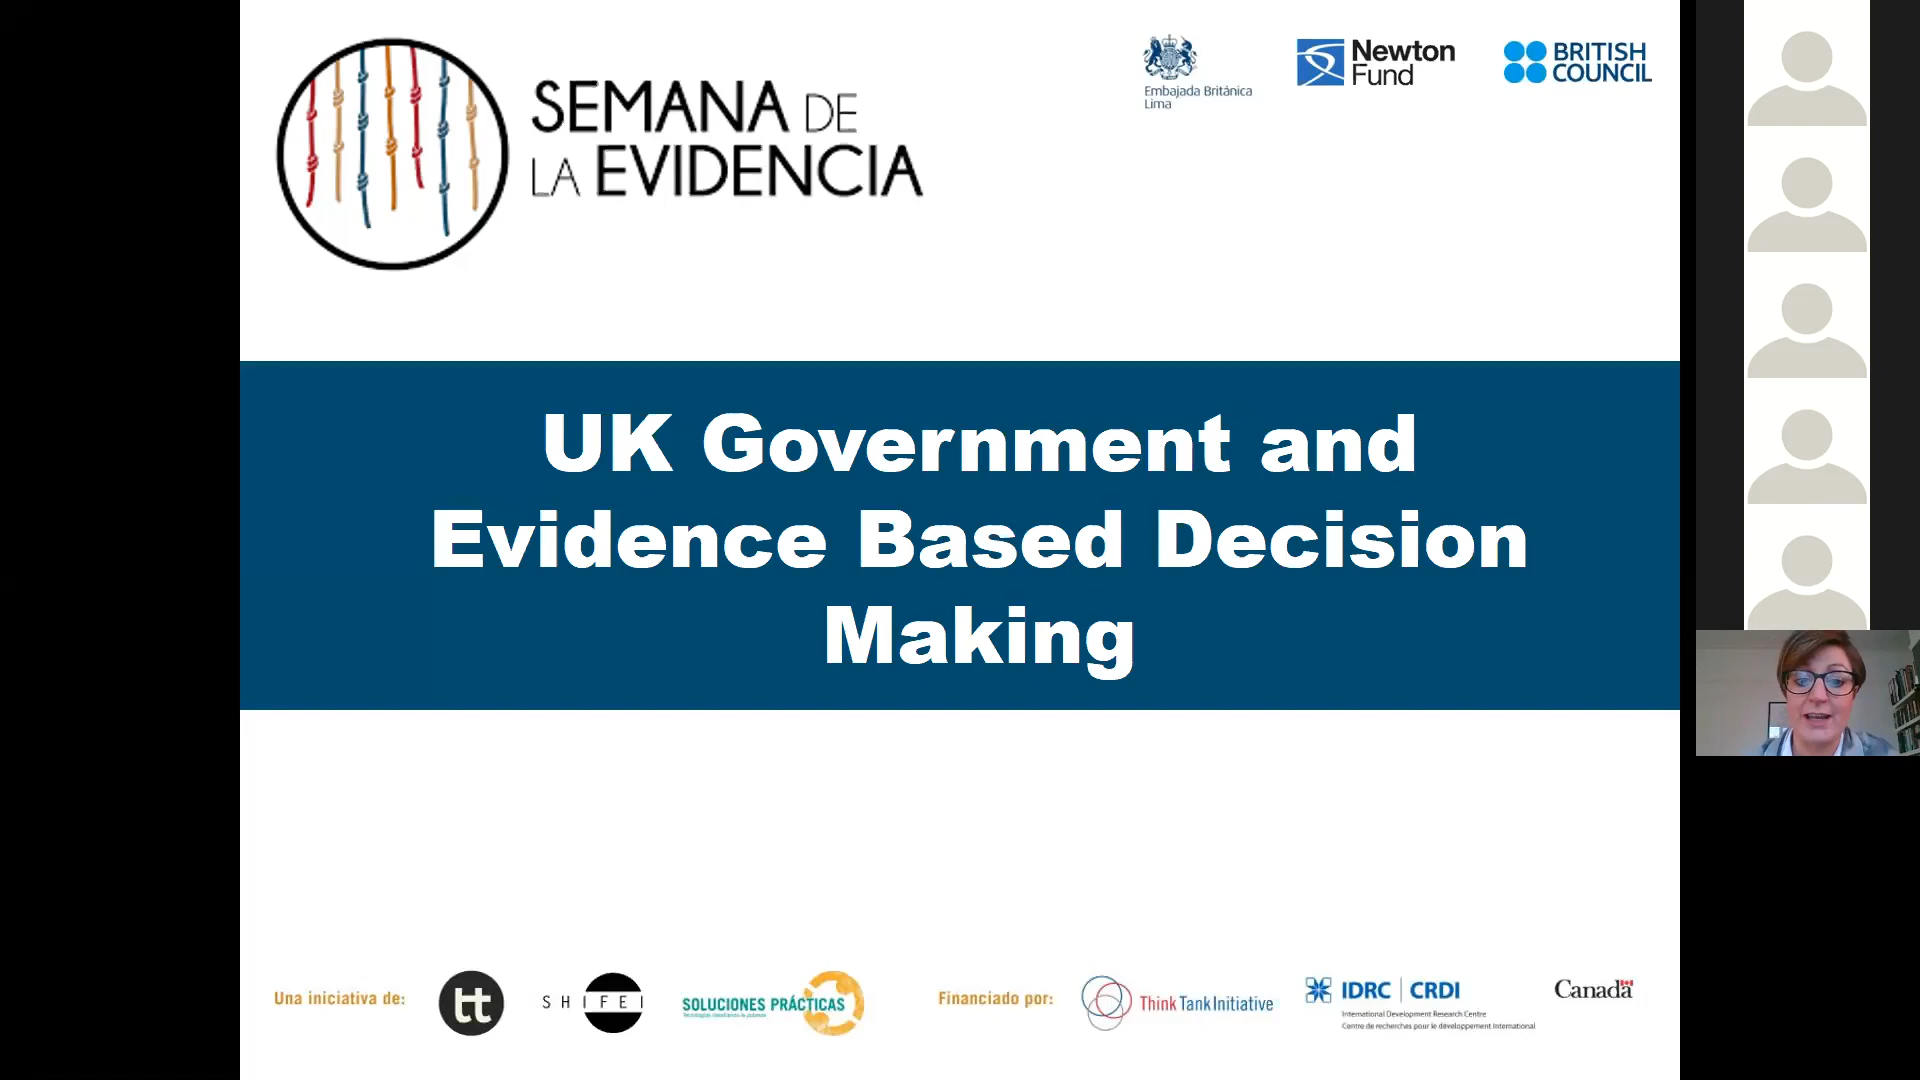 SEMANA DE
LA EVIDENCIA
Embajada Británica
Lima
Newton
Fund
BRITISH
COUNCIL
UK Government and
Evidence Based Decision
Making
Una iniciativa de:
tt
SHIFEI
SOLUCIONES PRÁCTICAS
Financiado por:
Think Tank Initiative
IDRC | CRDI
International Development Research Centre
Centre de recherches pour le développement international
Canada